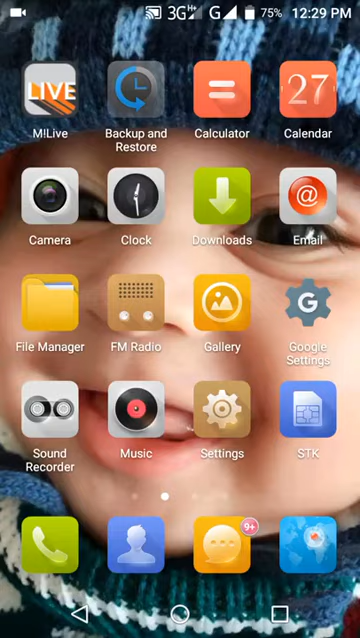 3G H+ G 75% 12:29 PM
LIVE = 27
M!Live Backup and Restore Calculator Calendar
@
Camera Clock Downloads Email
G
File Manager FM Radio Gallery Google Settings
Sound Recorder Music Settings STK
9+